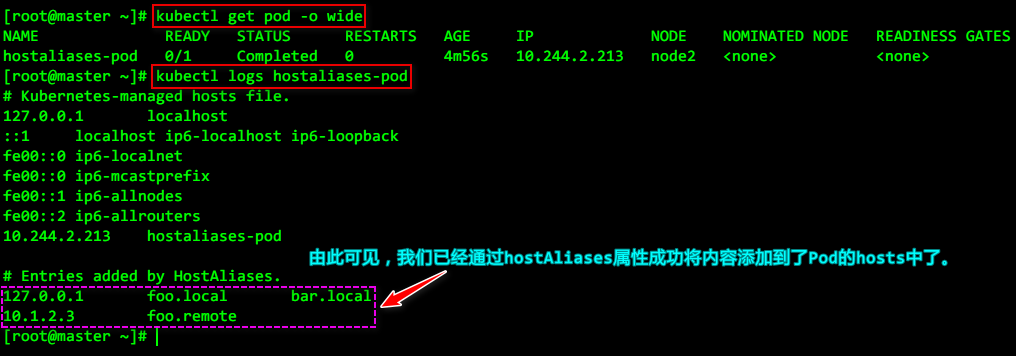 [root@master ~]# kubectl get pod -o wide
NAME READY STATUS RESTARTS AGE IP NODE NOMINATED NODE READINESS GATES
hostaliases-pod 0/1 Completed 0 4m56s 10.244.2.213 node2 <none> <none>
[root@master ~]# kubectl logs hostaliases-pod
# Kubernetes-managed hosts file.
127.0.0.1 localhost
::1 localhost ip6-localhost ip6-loopback
fe00::0 ip6-localnet
fe00::0 ip6-mcastprefix
fe00::1 ip6-allnodes
fe00::2 ip6-allrouters
10.244.2.213 hostaliases-pod
由此可见，我们已经通过hostAliases属性成功将内容添加到了Pod的hosts中了。
# Entries added by HostAliases.
127.0.0.1 foo.local bar.local
10.1.2.3 foo.remote
[root@master ~]#